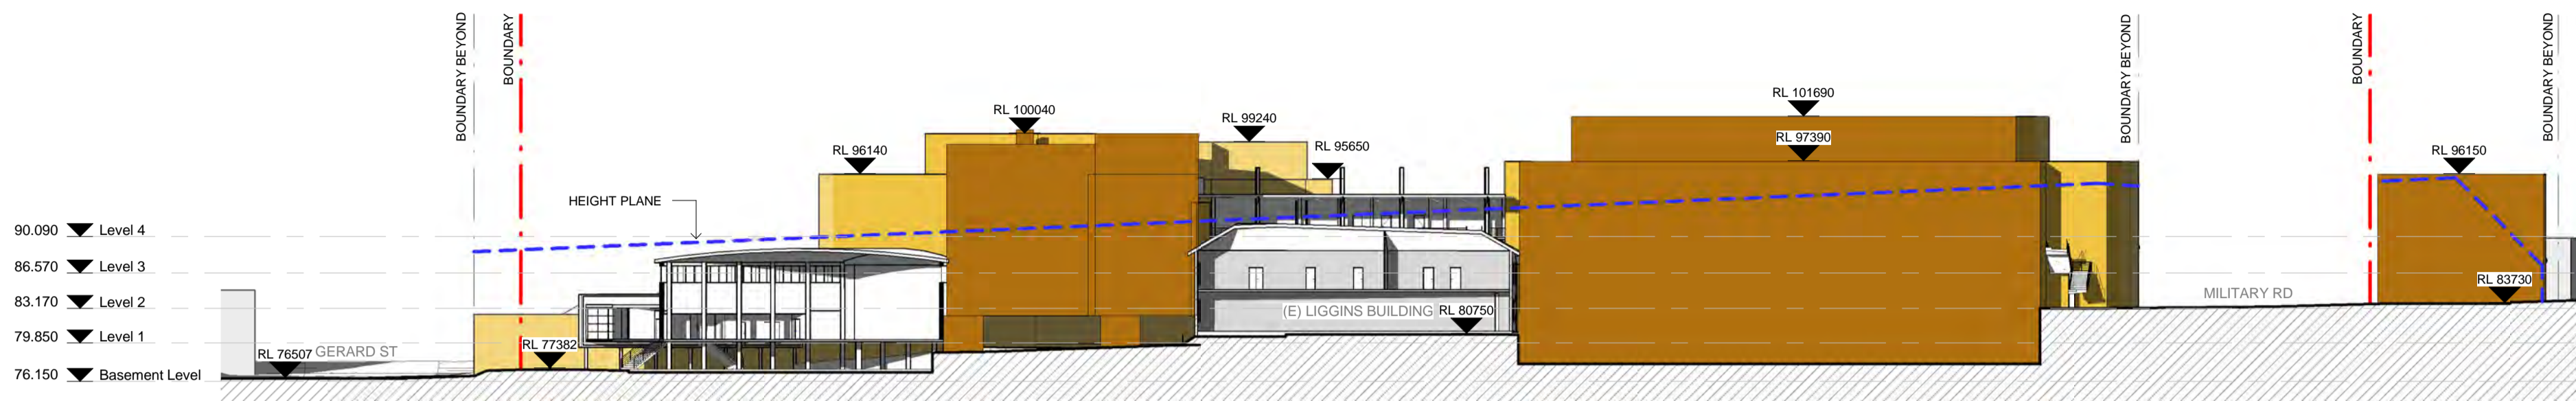 BOUNDARY BEYOND
BOUNDARY
BOUNDARY BEYOND
BOUNDARY
BOUNDARY BEYOND
RL 101690
RL 100040
RL 99240
RL 97390
RL 95650
RL 96140
RL 96150
HEIGHT PLANE
90.090 Level 4
86.570 Level 3
83.170 Level 2
79.850 Level 1
76.150 Basement Level
RL 83730
MILITARY RD
(E) LIGGINS BUILDING RL 80750
RL 77382
RL 76507 GERARD ST